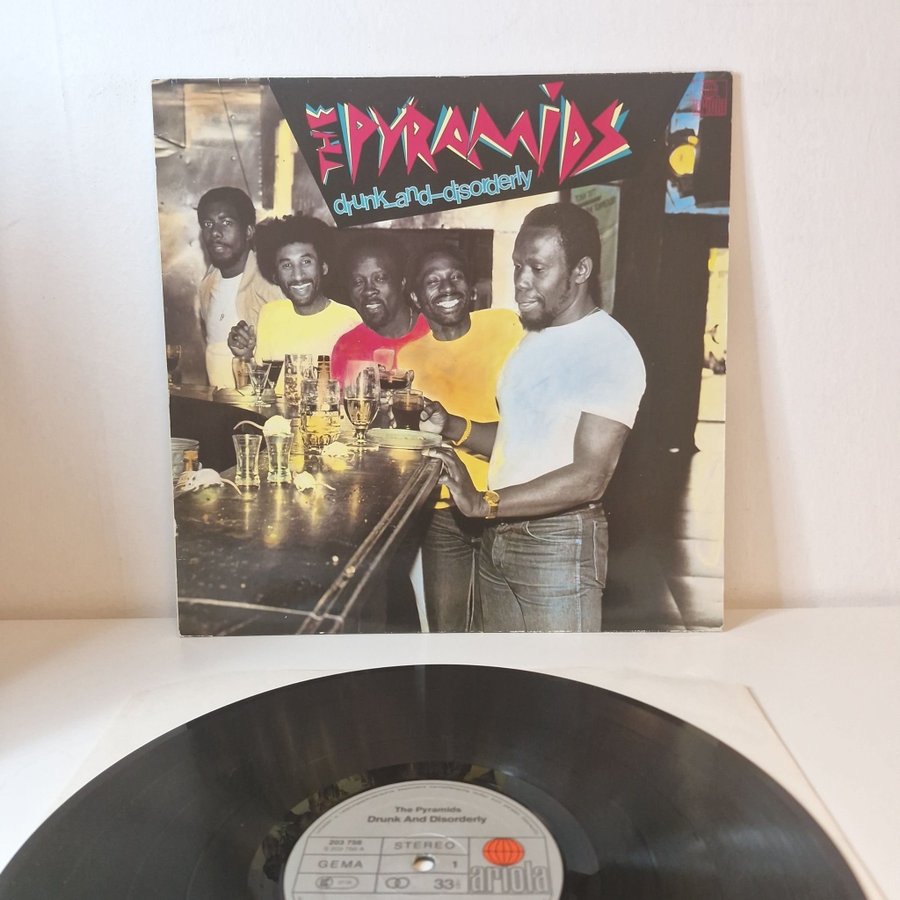 THE
PYRAMIDS
drunk_and_disorderly
The Pyramids
Drunk And Disorderly
203 758
STEREO
GEMA
1
33⅓
ariola